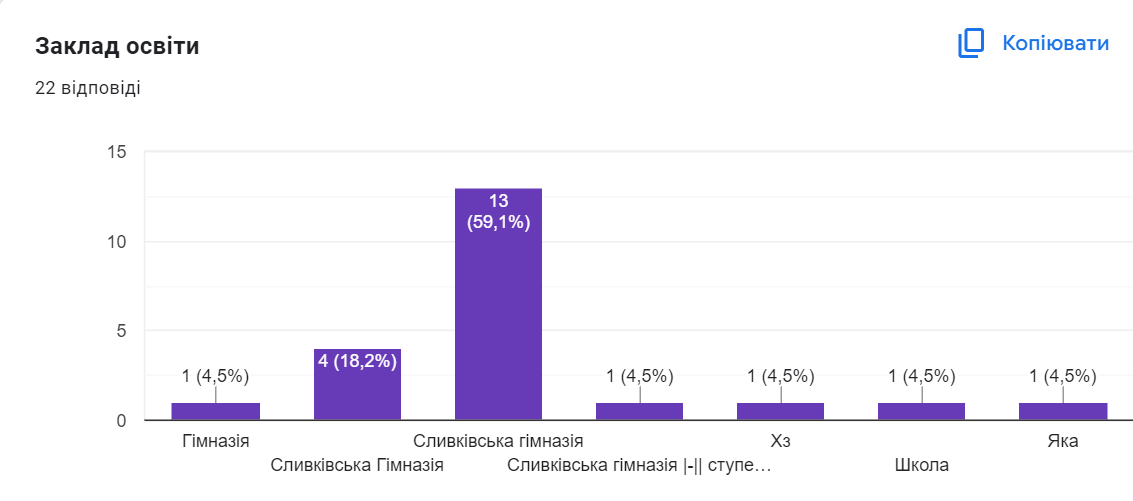 Заклад освіти
Копіювати
22 відповіді
15
10
5
0
13
(59,1%)
4 (18,2%)
1 (4,5%)
1 (4,5%)
1 (4,5%)
1 (4,5%)
1 (4,5%)
Гімназія
Сливківська Гімназія
Сливківська гімназія
Сливківська гімназія |-|| ступе…
Хз
Школа
Яка